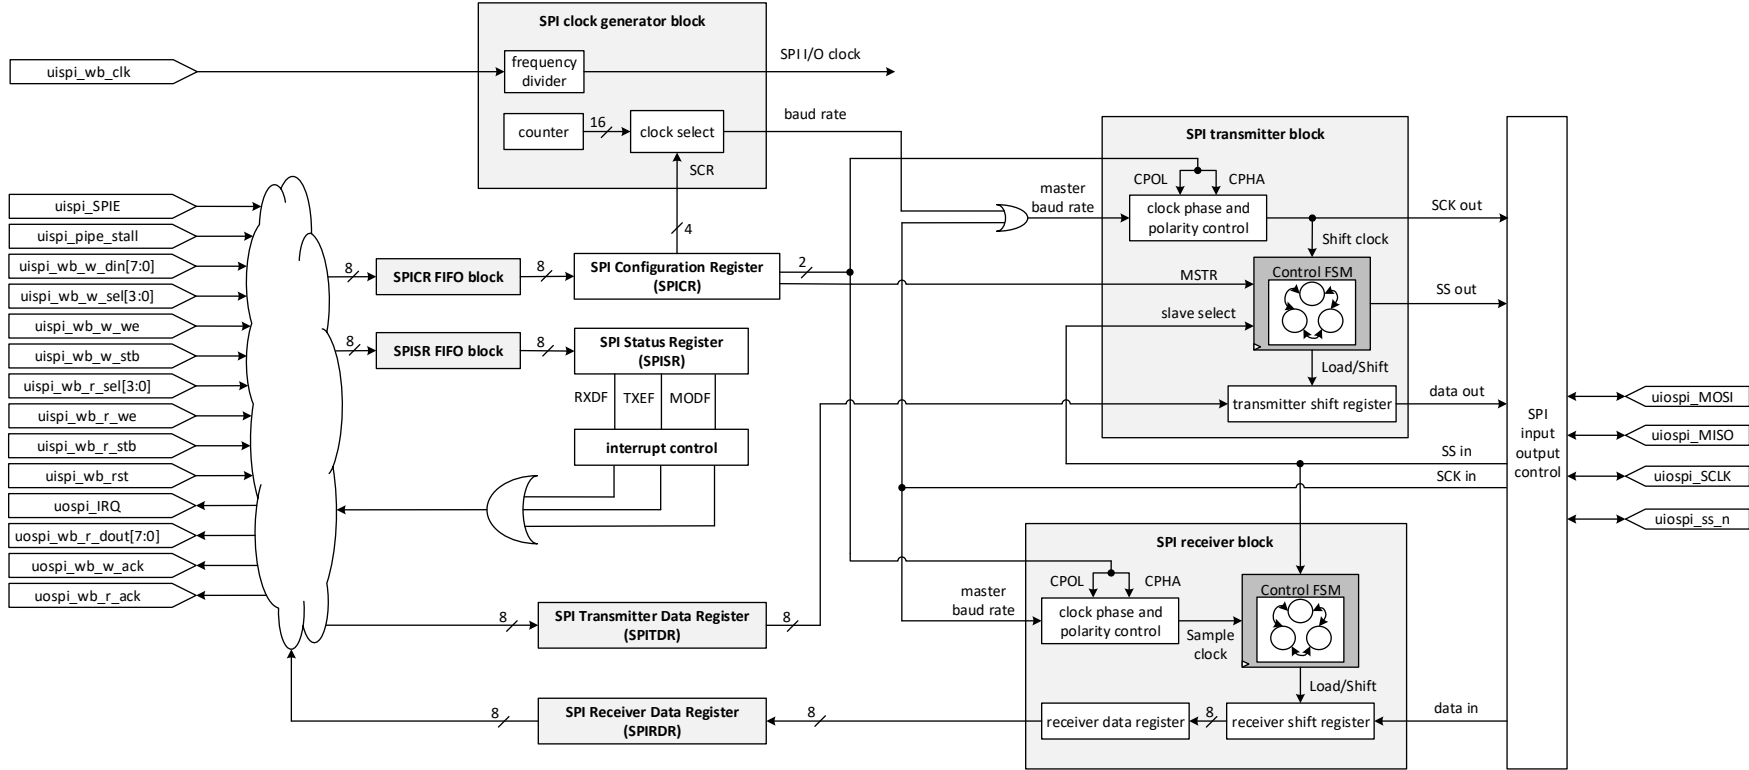 SPI clock generator block
uispi_wb_clk
frequency
divider
SPI I/O clock
counter
16
clock select
baud rate
SCR
4
uispi_SPIE
uispi_pipe_stall
uispi_wb_w_din[7:0]
uispi_wb_w_sel[3:0]
uispi_wb_w_we
uispi_wb_w_stb
uispi_wb_r_sel[3:0]
uispi_wb_r_we
uispi_wb_r_stb
uispi_wb_rst
uospi_IRQ
uospi_wb_r_dout[7:0]
uospi_wb_w_ack
uospi_wb_r_ack
8
SPICR FIFO block
8
SPI Configuration Register
(SPICR)
2
8
SPISR FIFO block
8
SPI Status Register
(SPISR)
RXDF
TXEF
MODF
interrupt control
8
SPI Transmitter Data Register
(SPITDR)
8
8
SPI Receiver Data Register
(SPIRDR)
8
SPI transmitter block
CPOL
CPHA
master
baud rate
clock phase and
polarity control
SCK out
Shift clock
MSTR
Control FSM
SS out
slave select
Load/Shift
transmitter shift register
data out
SS in
SCK in
SPI receiver block
CPOL
CPHA
master
baud rate
clock phase and
polarity control
Sample
clock
Control FSM
Load/Shift
receiver data register
8
receiver shift register
data in
SPI
input
output
control
uiospi_MOSI
uiospi_MISO
uiospi_SCLK
uiospi_ss_n